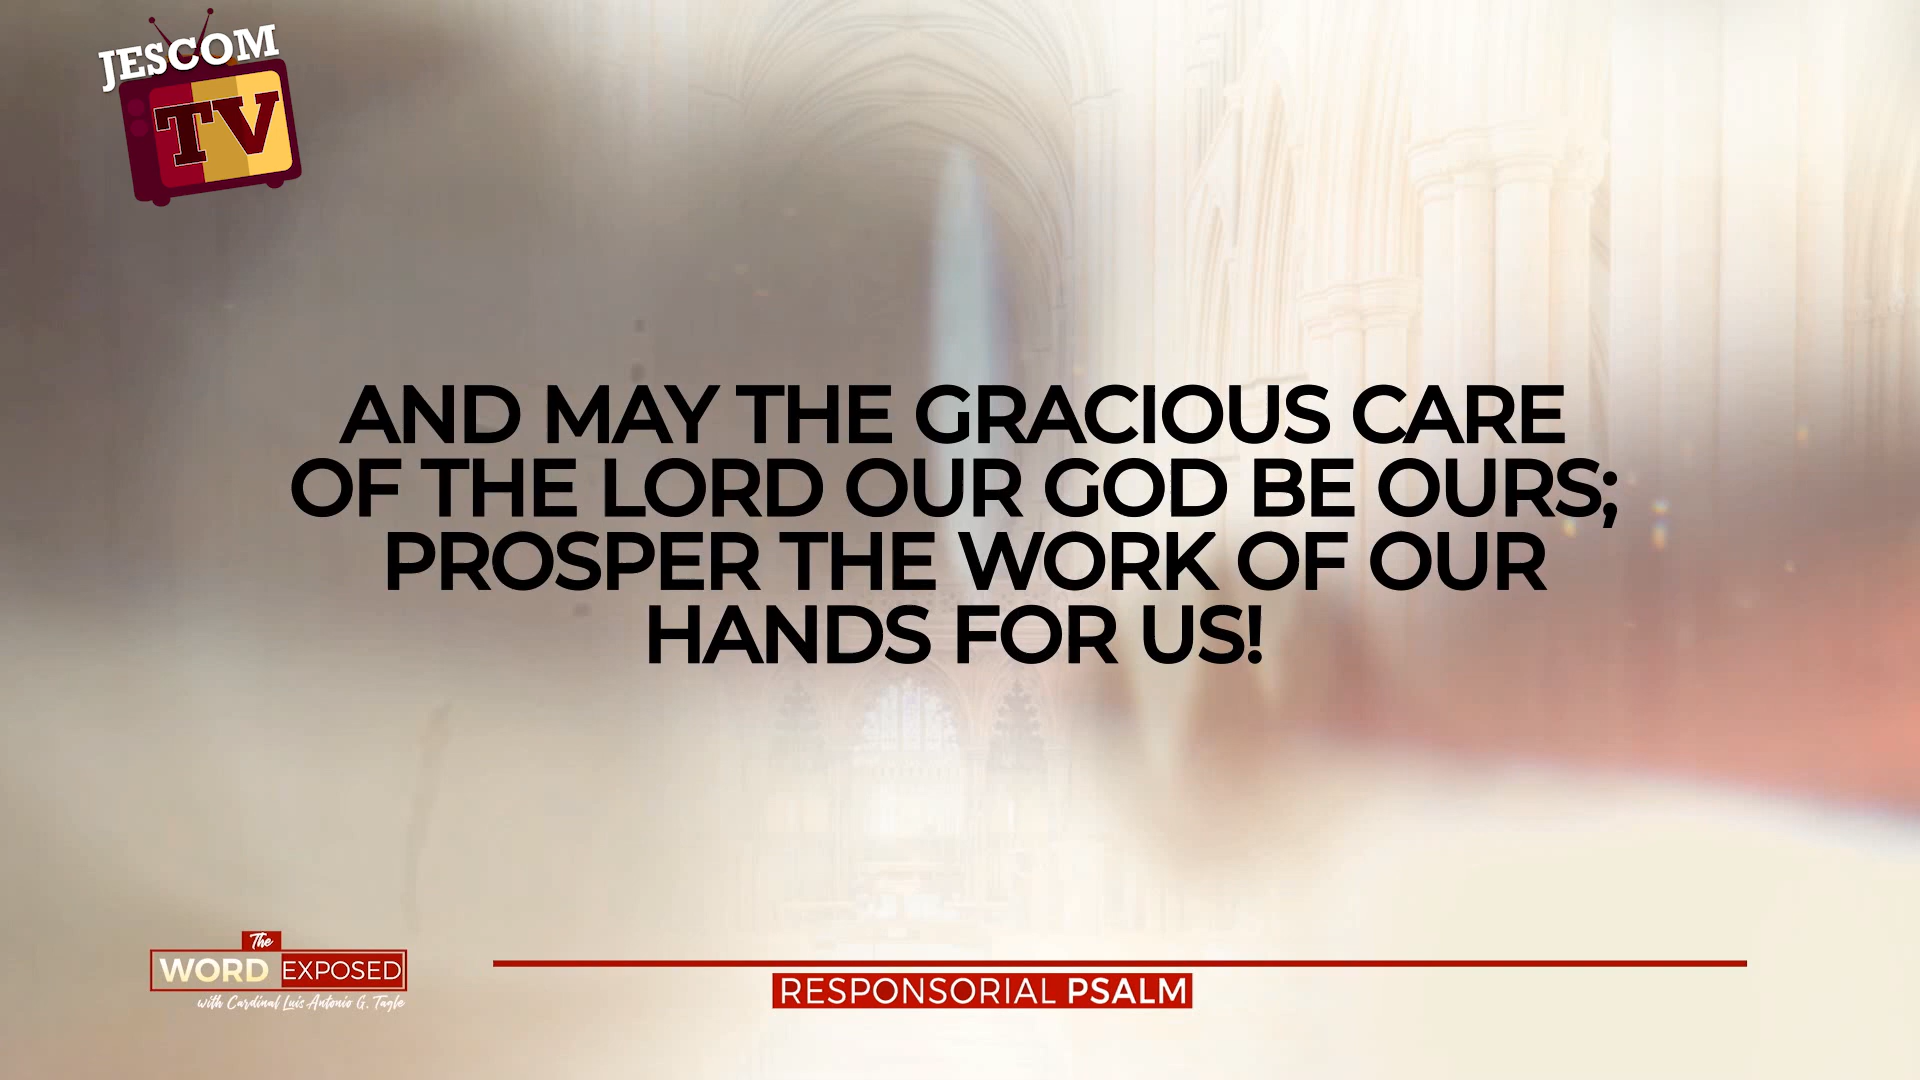 JESCOM
TV
AND MAY THE GRACIOUS CARE
OF THE LORD OUR GOD BE OURS;
PROSPER THE WORK OF OUR
HANDS FOR US!
The
WORD EXPOSED
with Cardinal Luis Antonio G. Tagle
RESPONSORIAL PSALM